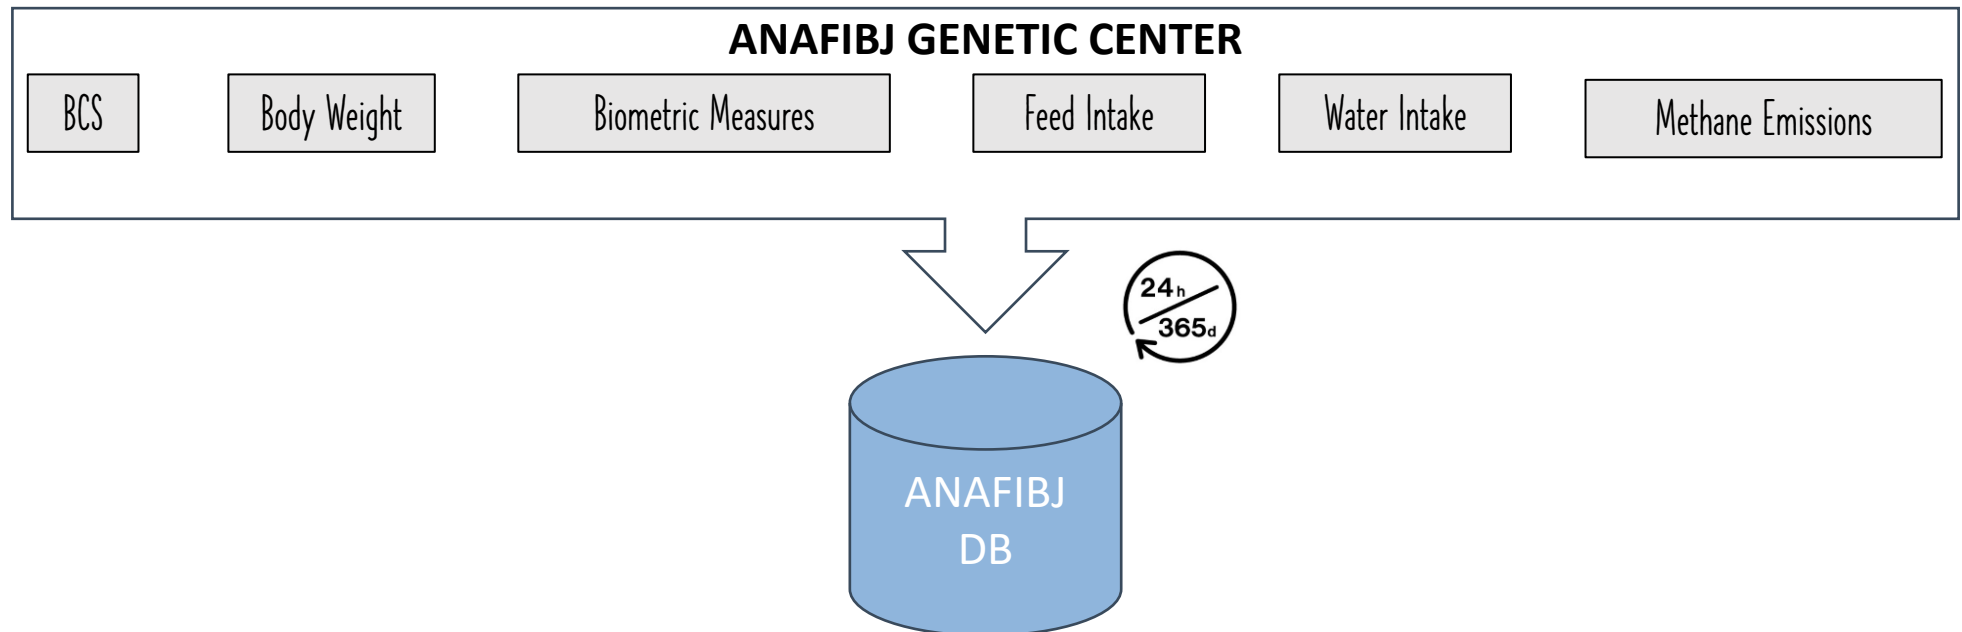 ANAFIBJ GENETIC CENTER
BCS
Body Weight
Biometric Measures
Feed Intake
Water Intake
Methane Emissions
24h
365d
ANAFIBJ
DB